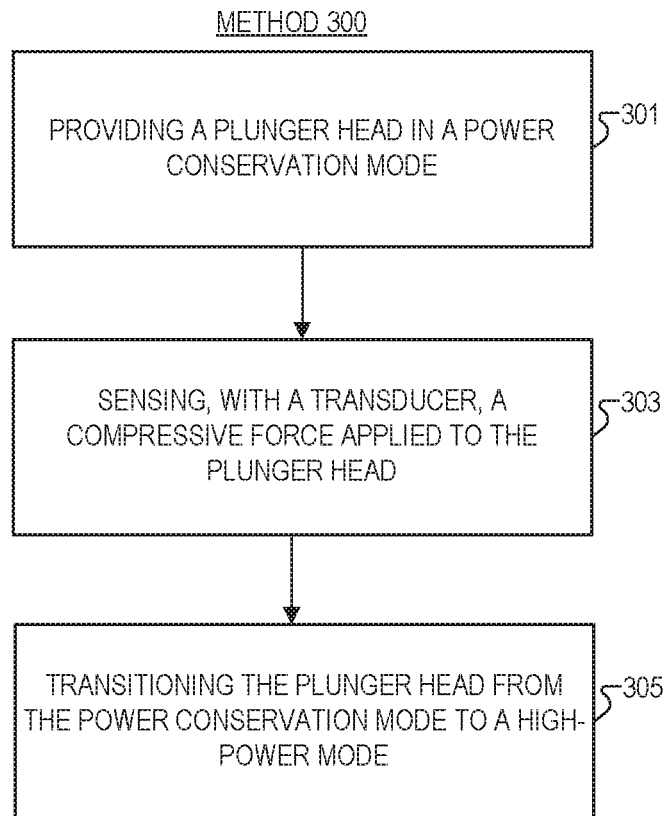 METHOD 300
PROVIDING A PLUNGER HEAD IN A POWER
CONSERVATION MODE
301
SENSING, WITH A TRANSDUCER, A
COMPRESSIVE FORCE APPLIED TO THE
PLUNGER HEAD
303
TRANSITIONING THE PLUNGER HEAD FROM
THE POWER CONSERVATION MODE TO A HIGH-
POWER MODE
305